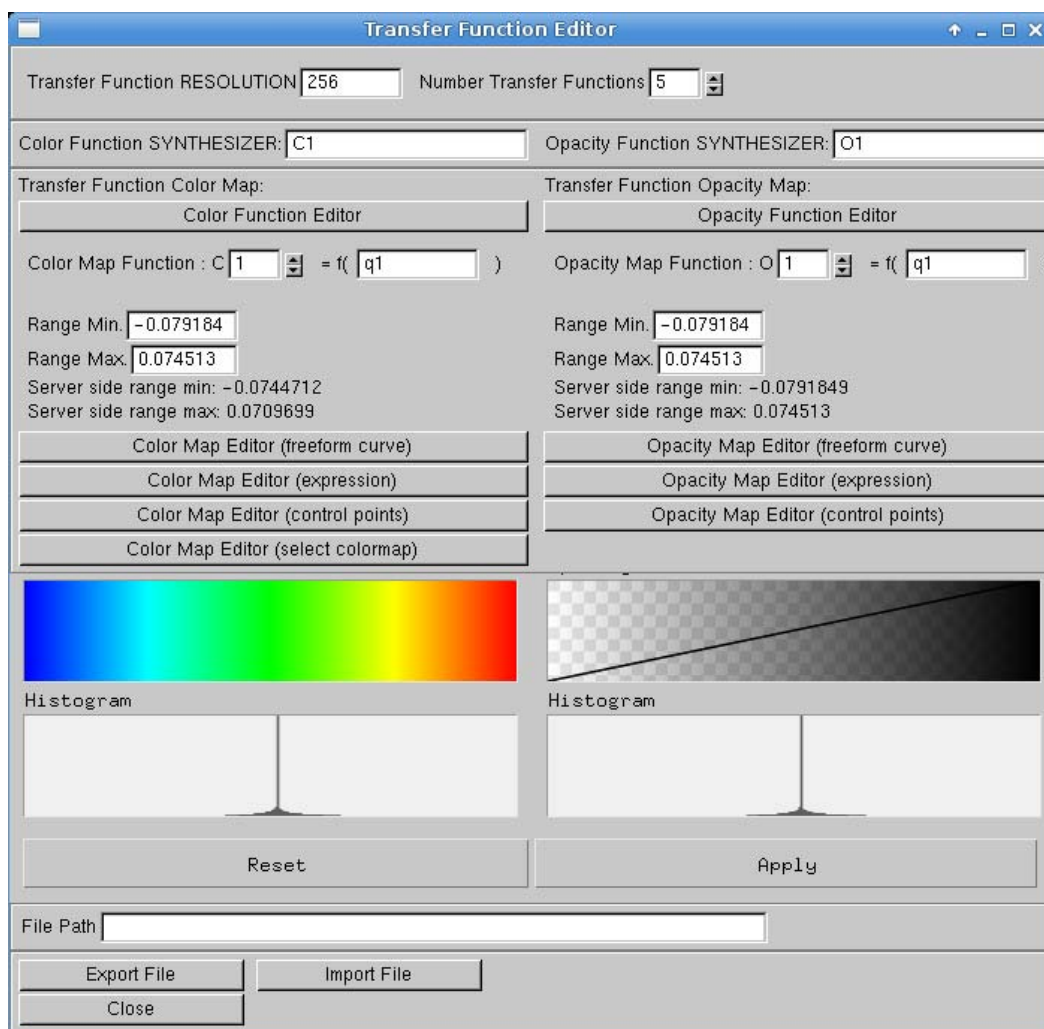 Transfer Function Editor
Transfer Function RESOLUTION 256 Number Transfer Functions 5
Color Function SYNTHESIZER: C1 Opacity Function SYNTHESIZER: O1
Transfer Function Color Map: Transfer Function Opacity Map:
Color Function Editor Opacity Function Editor
Color Map Function : C 1 = f( q1 ) Opacity Map Function : O 1 = f( q1
Range Min. -0.079184 Range Min. -0.079184
Range Max. 0.074513 Range Max. 0.074513
Server side range min: -0.0744712 Server side range min: -0.0791849
Server side range max: 0.0709699 Server side range max: 0.074513
Color Map Editor (freeform curve) Opacity Map Editor (freeform curve)
Color Map Editor (expression) Opacity Map Editor (expression)
Color Map Editor (control points) Opacity Map Editor (control points)
Color Map Editor (select colormap)
Histogram Histogram
Reset Apply
File Path
Export File Import File
Close